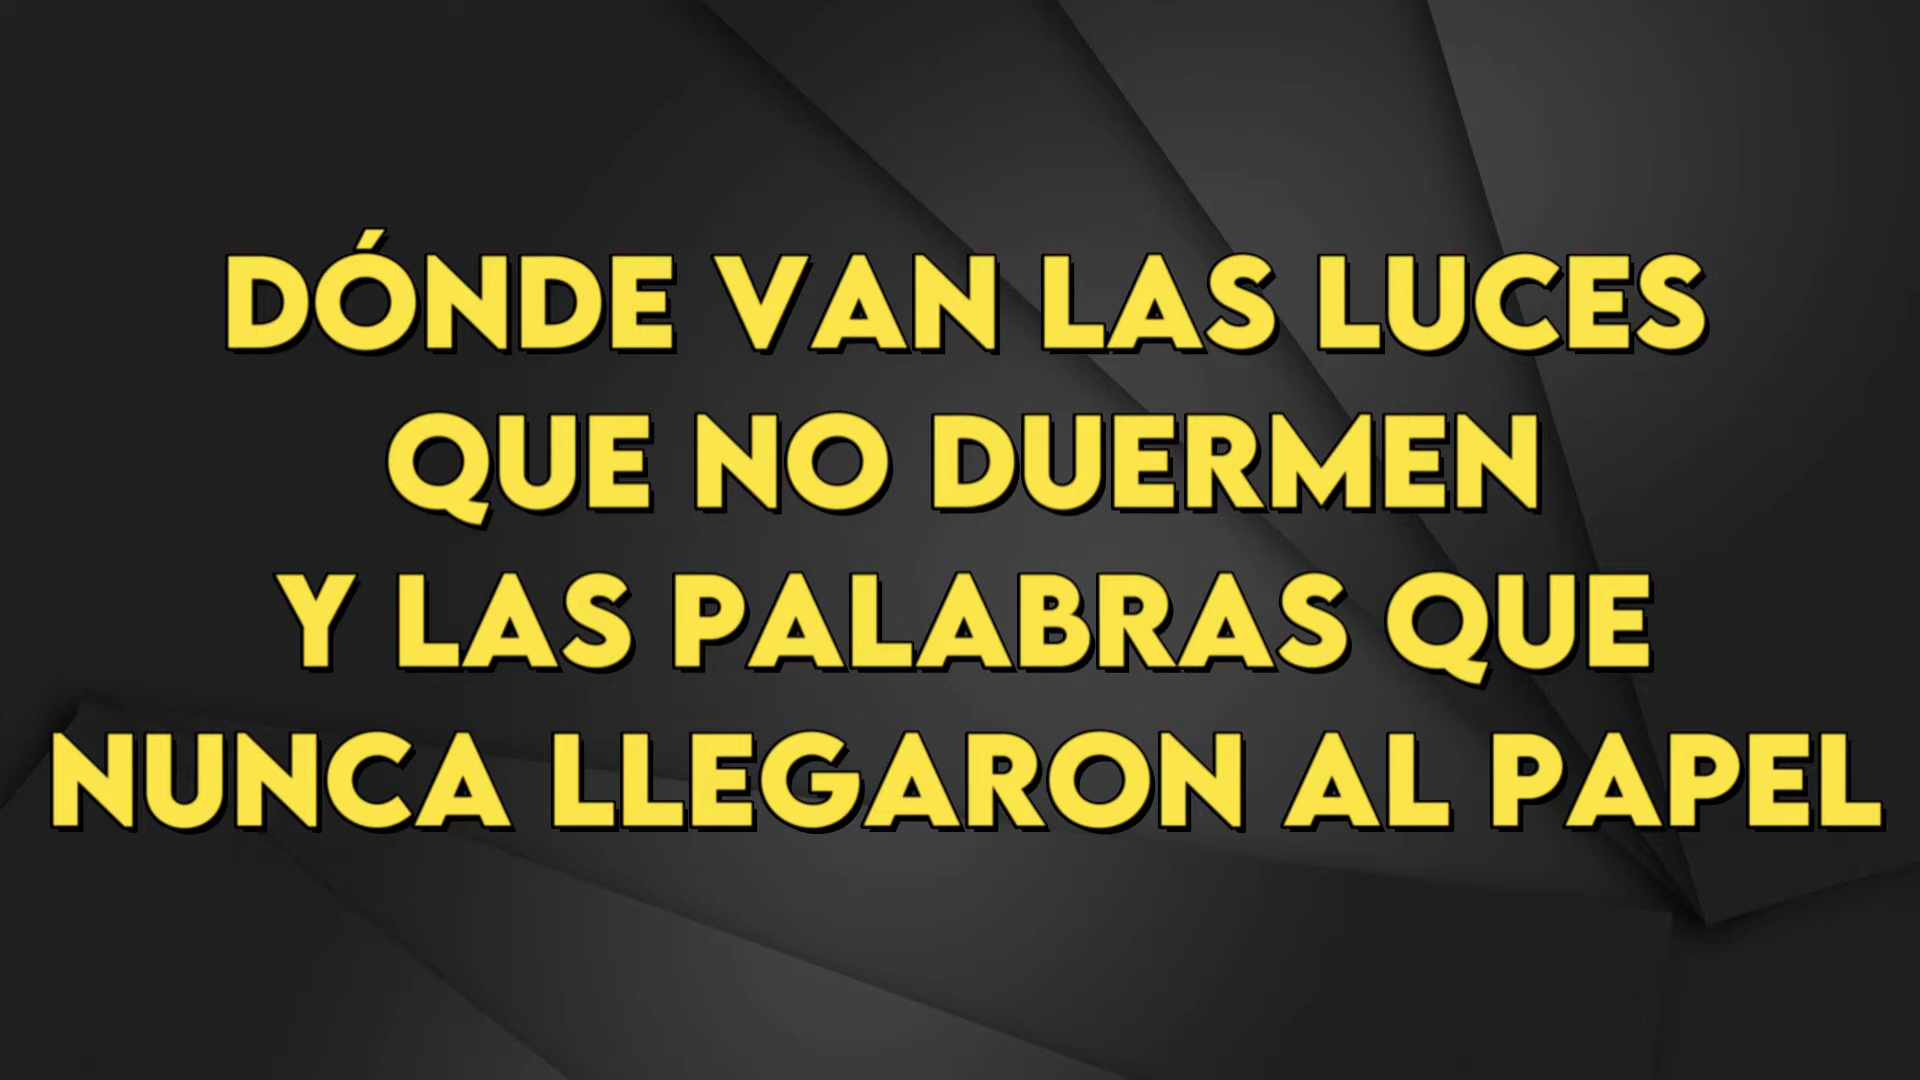 DÓNDE VAN LAS LUCES
QUE NO DUERMEN
Y LAS PALABRAS QUE
NUNCA LLEGARON AL PAPEL